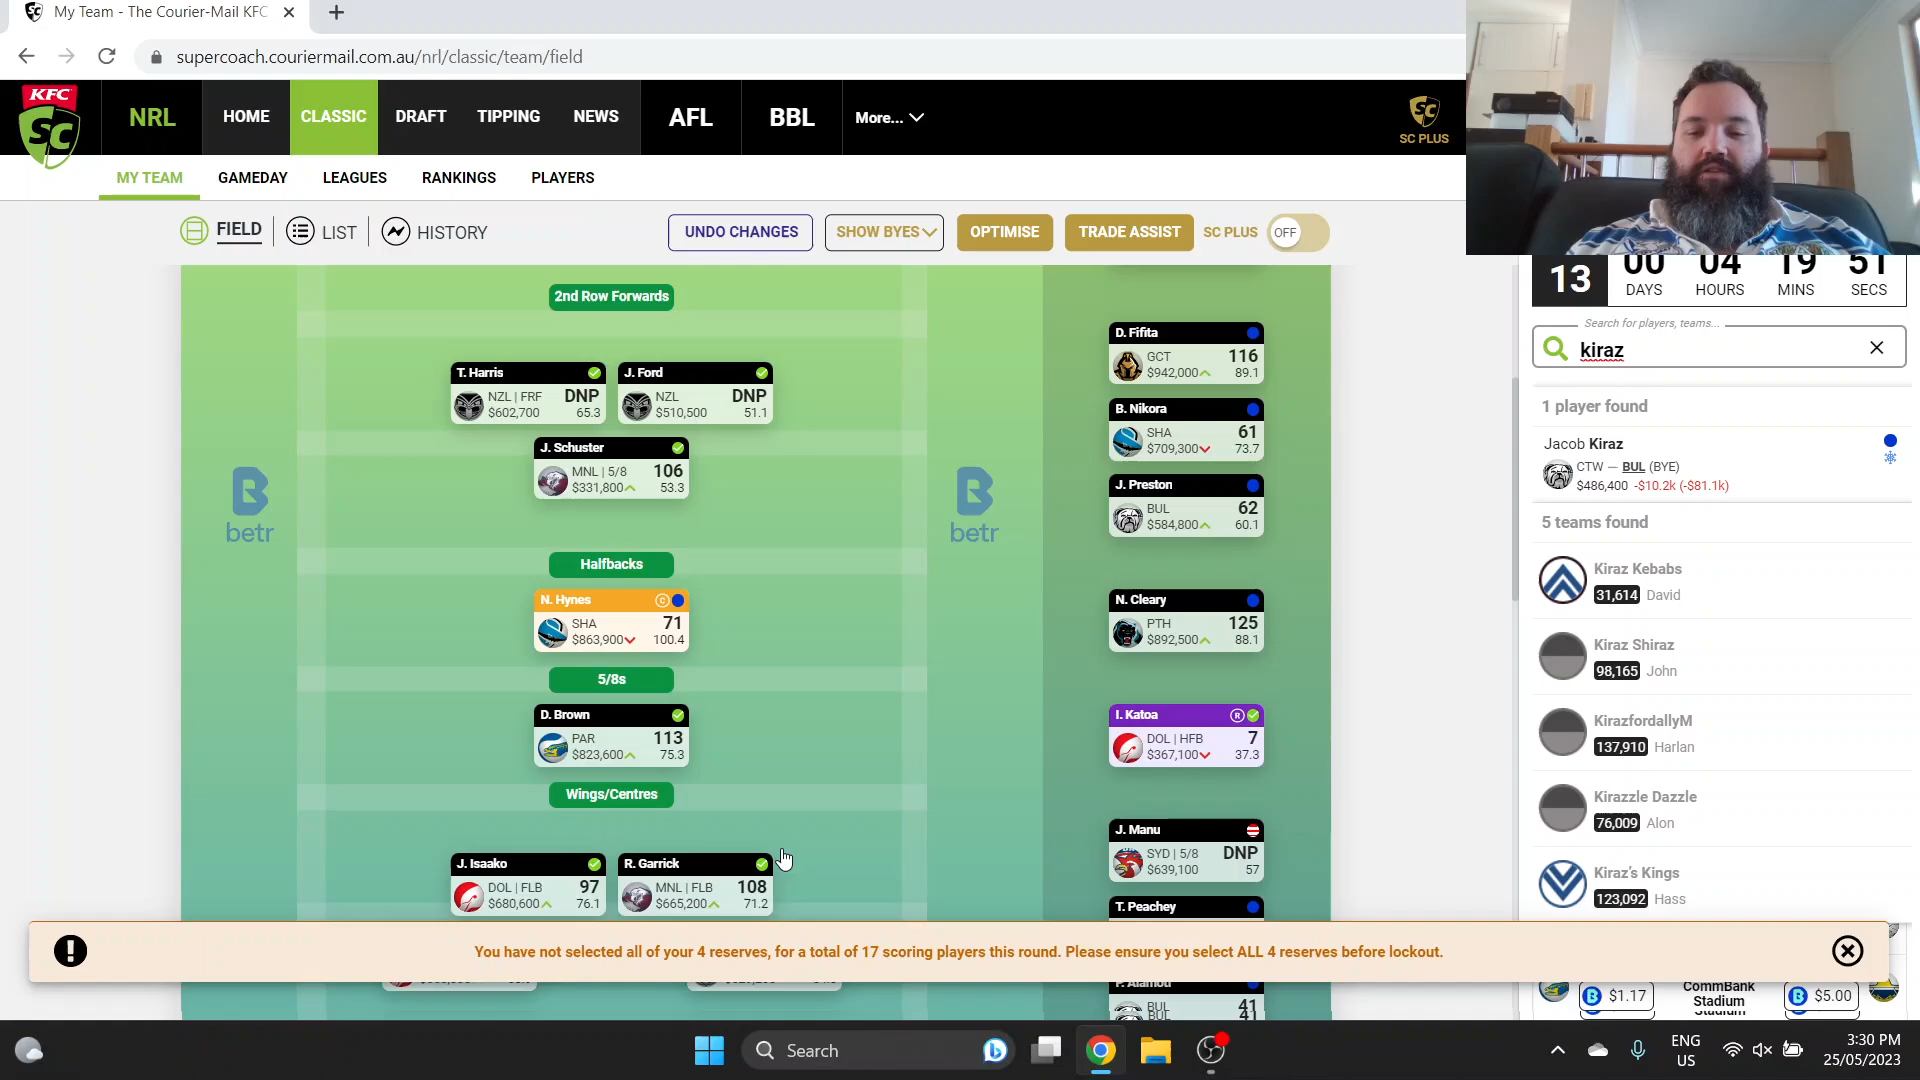 My Team - The Courier-Mail KFC
supercoach.couriermail.com.au/nrl/classic/team/field
KFC
SC
NRL
HOME
CLASSIC
DRAFT
TIPPING
NEWS
AFL
BBL
More...
SC PLUS
MY TEAM
GAMEDAY
LEAGUES
RANKINGS
PLAYERS
FIELD
LIST
HISTORY
UNDO CHANGES
SHOW BYES
OPTIMISE
TRADE ASSIST
SC PLUS
OFF
13
00 04 19 51
DAYS HOURS MINS SECS
Search for players, teams...
kiraz
1 player found
Jacob Kiraz
CTW — BUL (BYE)
$486,400 -$10.2k (-$81.1k)
5 teams found
Kiraz Kebabs
31,614 David
Kiraz Shiraz
98,165 John
KirazfordallyM
137,910 Harlan
Kirazzle Dazzle
76,009 Alon
Kiraz's Kings
123,092 Hass
2nd Row Forwards
T. Harris
NZL | FRF DNP
$602,700 65.3
J. Ford
NZL DNP
$510,500 51.1
J. Schuster
MNL | 5/8 106
$331,800 53.3
betr
betr
Halfbacks
N. Hynes C
SHA 71
$863,900 100.4
5/8s
D. Brown
PAR 113
$823,600 75.3
Wings/Centres
J. Isaako
DOL | FLB 97
$680,600 76.1
R. Garrick
MNL | FLB 108
$665,200 71.2
D. Fifita
GCT 116
$942,000 89.1
B. Nikora
SHA 61
$709,300 73.7
J. Preston
BUL 62
$584,800 60.1
N. Cleary
PTH 125
$892,500 88.1
I. Katoa R
DOL | HFB 7
$367,100 37.3
J. Manu
SYD | 5/8 DNP
$639,100 57
T. Peachey
You have not selected all of your 4 reserves, for a total of 17 scoring players this round. Please ensure you select ALL 4 reserves before lockout.
P. Alamoti
BUL 41
$1.17
CommBank
Stadium
$5.00
Search
ENG
US
3:30 PM
25/05/2023